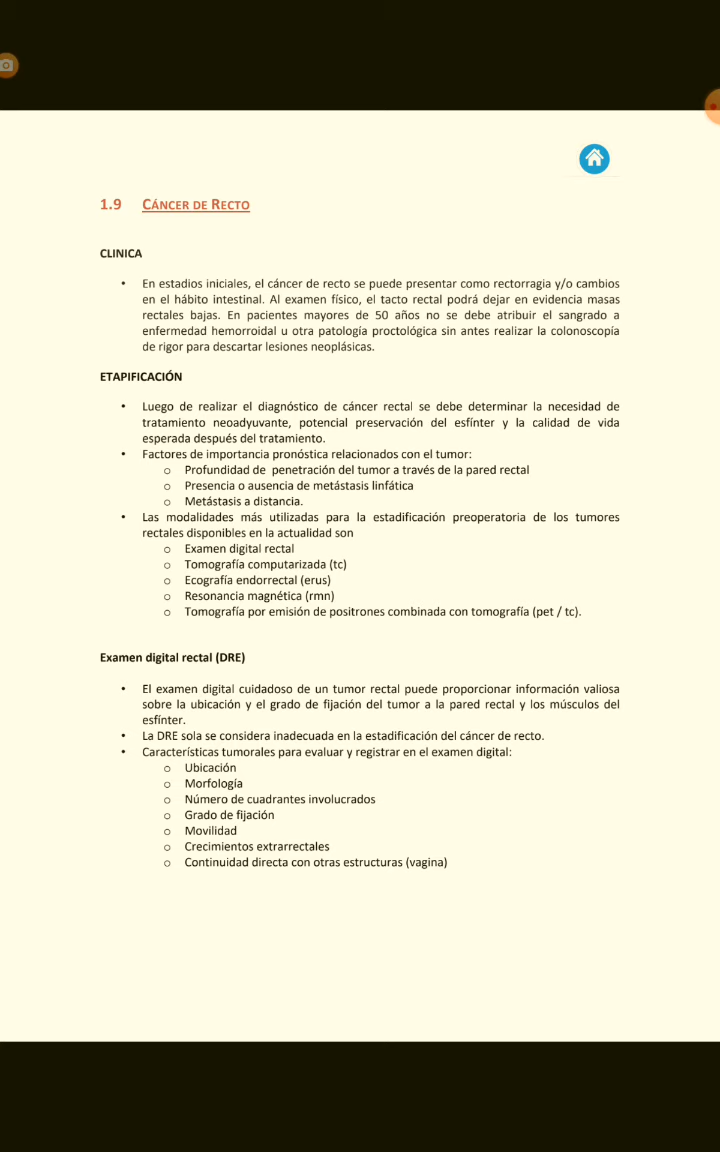 1.9 CÁNCER DE RECTO
CLINICA
• En estadios iniciales, el cáncer de recto se puede presentar como rectorragia y/o cambios
en el hábito intestinal. Al examen físico, el tacto rectal podrá dejar en evidencia masas
rectales bajas. En pacientes mayores de 50 años no se debe atribuir el sangrado a
enfermedad hemorroidal u otra patología proctológica sin antes realizar la colonoscopía
de rigor para descartar lesiones neoplásicas.
ETAPIFICACIÓN
• Luego de realizar el diagnóstico de cáncer rectal se debe determinar la necesidad de
tratamiento neoadyuvante, potencial preservación del esfínter y la calidad de vida
esperada después del tratamiento.
• Factores de importancia pronóstica relacionados con el tumor:
o Profundidad de penetración del tumor a través de la pared rectal
o Presencia o ausencia de metástasis linfática
o Metástasis a distancia.
• Las modalidades más utilizadas para la estadificación preoperatoria de los tumores
rectales disponibles en la actualidad son
o Examen digital rectal
o Tomografía computarizada (tc)
o Ecografía endorrectal (erus)
o Resonancia magnética (rmn)
o Tomografía por emisión de positrones combinada con tomografía (pet / tc).
Examen digital rectal (DRE)
• El examen digital cuidadoso de un tumor rectal puede proporcionar información valiosa
sobre la ubicación y el grado de fijación del tumor a la pared rectal y los músculos del
esfínter.
• La DRE sola se considera inadecuada en la estadificación del cáncer de recto.
• Características tumorales para evaluar y registrar en el examen digital:
o Ubicación
o Morfología
o Número de cuadrantes involucrados
o Grado de fijación
o Movilidad
o Crecimientos extrarrectales
o Continuidad directa con otras estructuras (vagina)